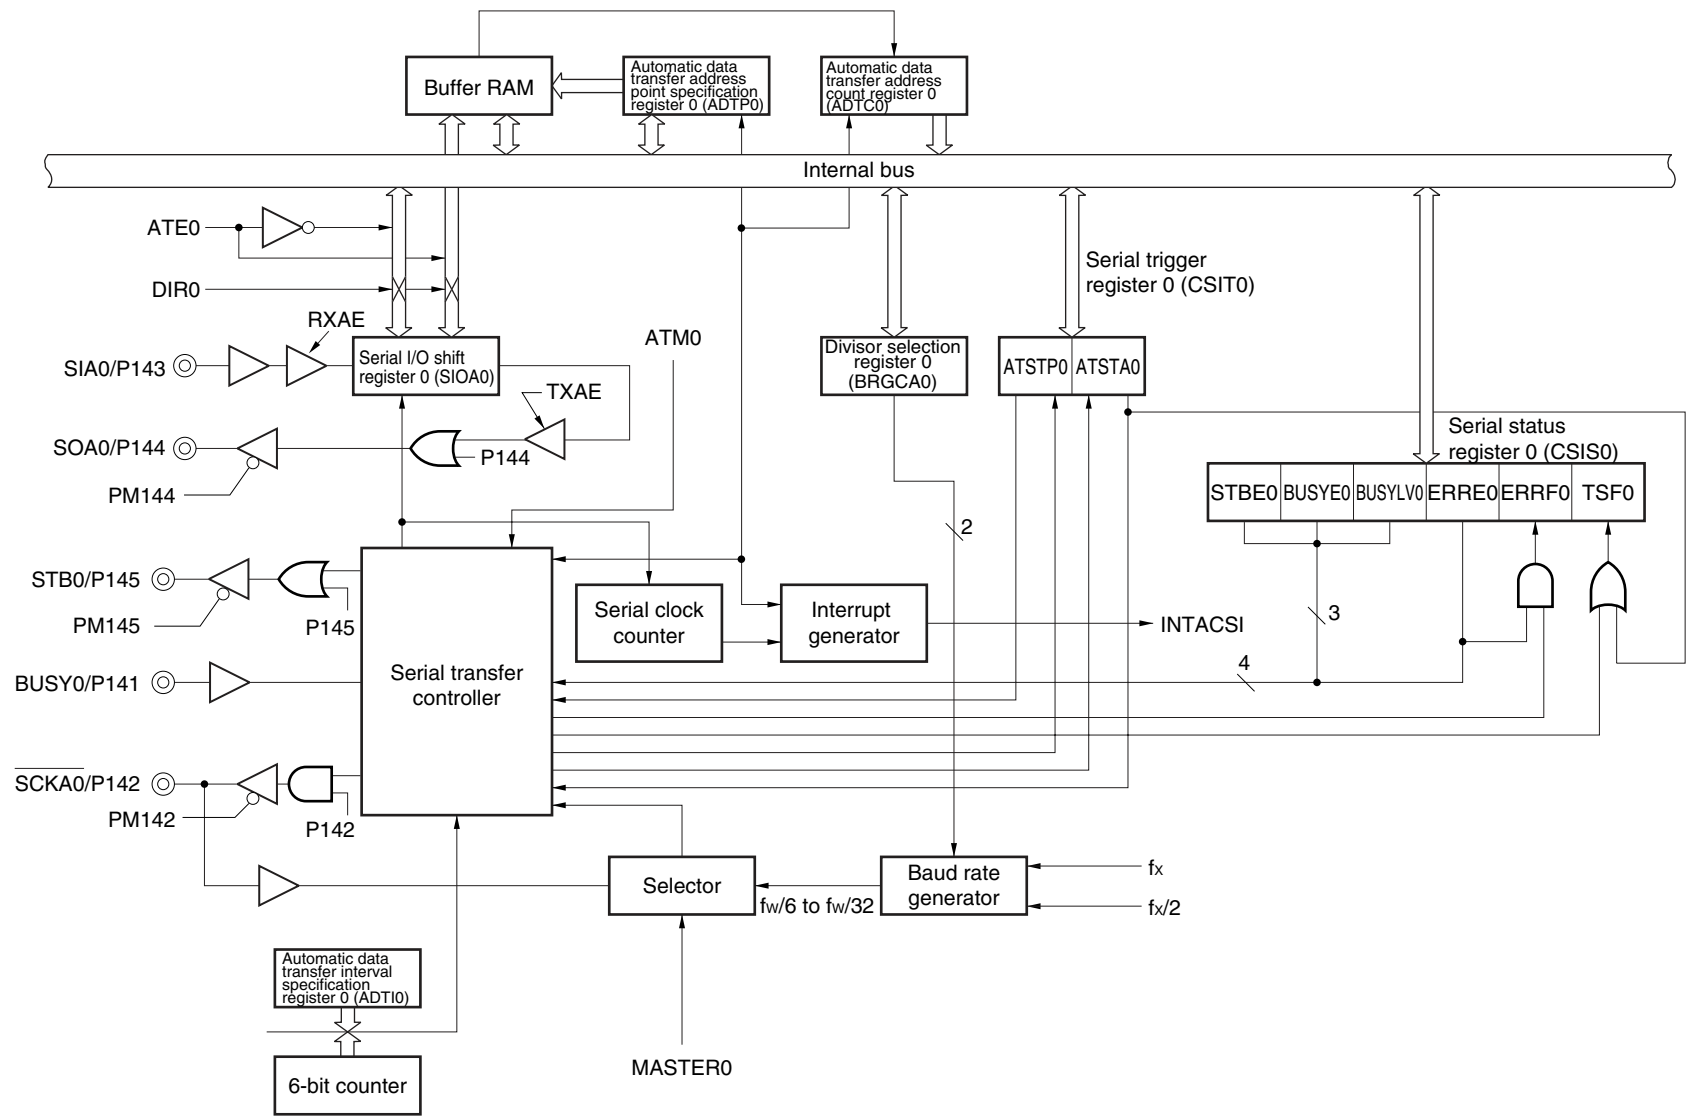 Buffer RAM
Automatic data
transfer address
point specification
register 0 (ADTP0)
Automatic data
transfer address
count register 0
(ADTC0)
Internal bus
ATE0
DIR0
RXAE
SIA0/P143
Serial I/O shift
register 0 (SIOA0)
ATM0
Divisor selection
register 0
(BRGCA0)
Serial trigger
register 0 (CSIT0)
ATSTP0
ATSTA0
TXAE
SOA0/P144
P144
PM144
Serial status
register 0 (CSIS0)
STBE0
BUSYE0
BUSYLV0
ERRE0
ERRF0
TSF0
2
STB0/P145
PM145
P145
Serial clock
counter
Interrupt
generator
INTACSI
3
4
BUSY0/P141
Serial transfer
controller
SCKA0/P142
PM142
P142
Selector
fW/6 to fW/32
Baud rate
generator
fX
fX/2
Automatic data
transfer interval
specification
register 0 (ADTI0)
6-bit counter
MASTER0